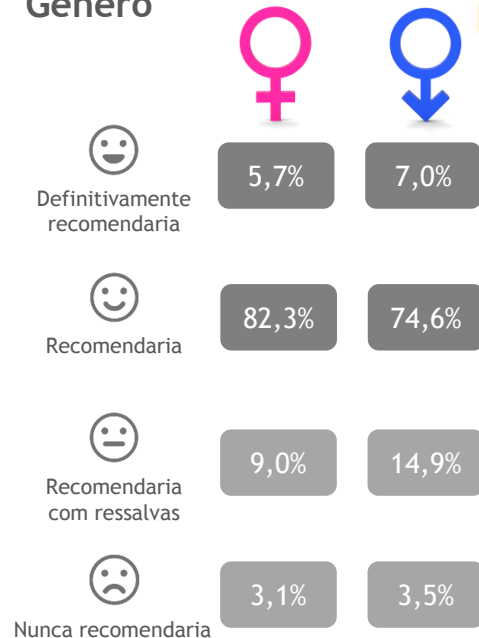 Gênero
5,7% 7,0%
Definitivamente
recomendaria
82,3% 74,6%
Recomendaria
9,0% 14,9%
Recomendaria
com ressalvas
3,1% 3,5%
Nunca recomendaria